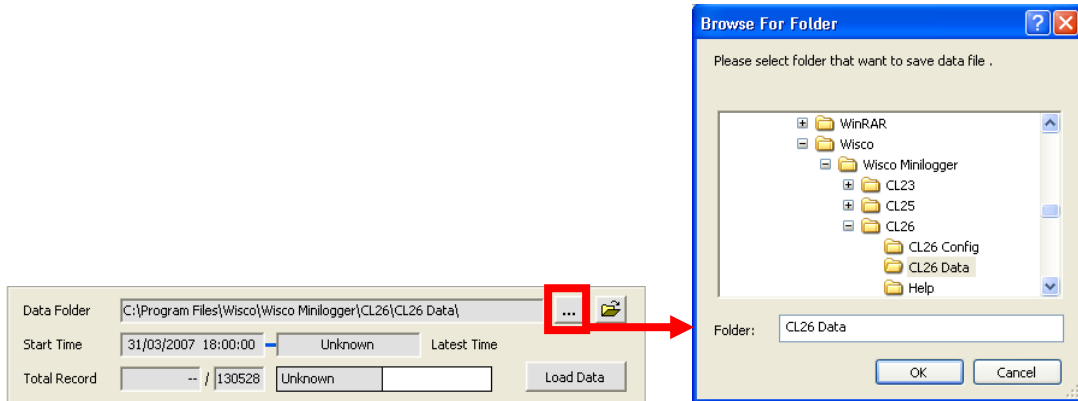 Browse For Folder
Please select folder that want to save data file .
WinRAR
Wisco
Wisco Minilogger
CL23
CL25
CL26
CL26 Config
CL26 Data
Help
Folder: CL26 Data
OK Cancel
Data Folder C:\Program Files\Wisco\Wisco Minilogger\CL26\CL26 Data\ ...
Start Time 31/03/2007 18:00:00 Unknown Latest Time
Total Record -- / 130528 Unknown Load Data